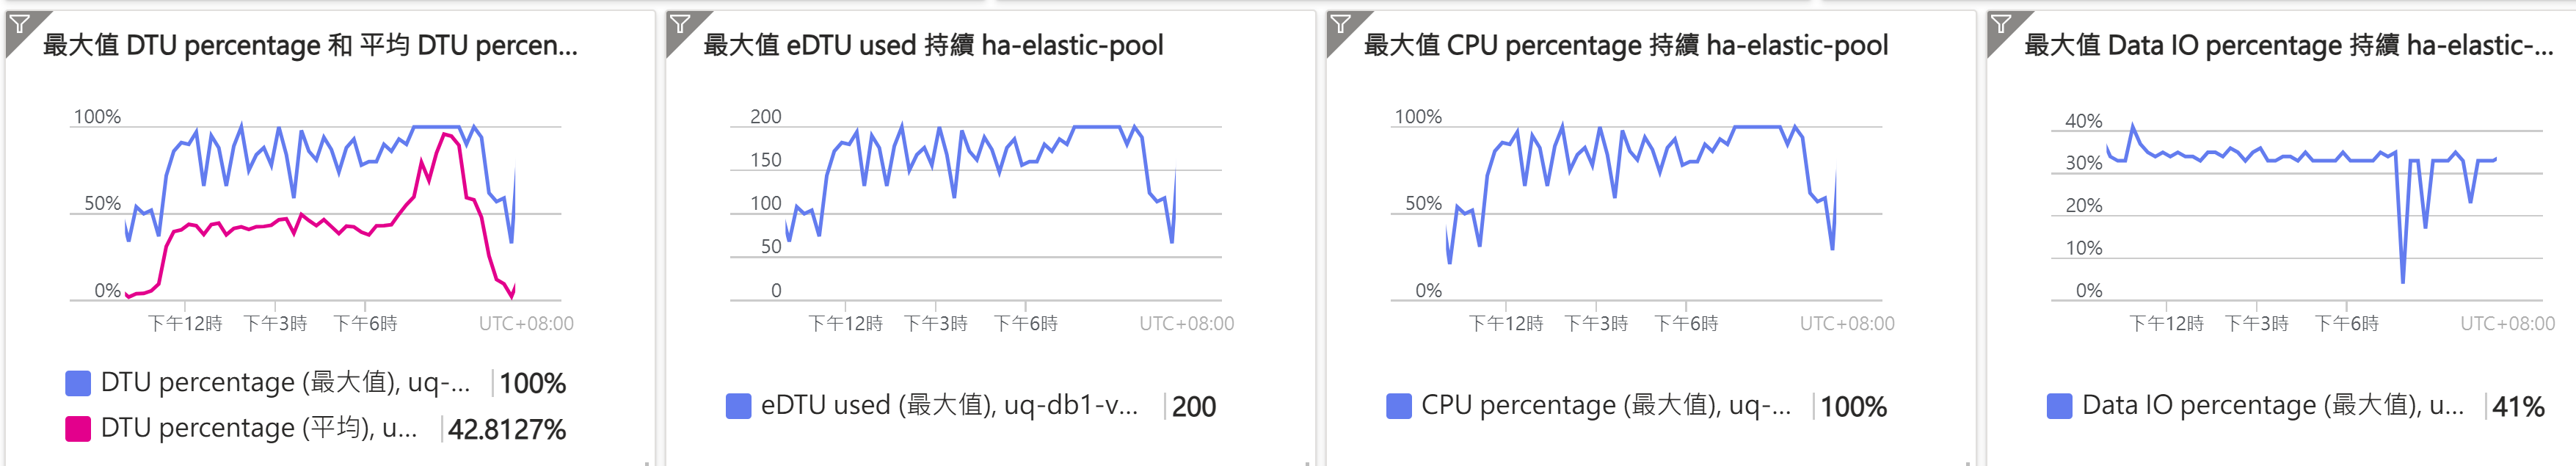 最大值 DTU percentage 和 平均 DTU percen...
100%
50%
0%
下午12時 下午3時 下午6時 UTC+08:00
DTU percentage (最大值), uq-... 100%
DTU percentage (平均), u... 42.8127%
最大值 eDTU used 持續 ha-elastic-pool
200
150
100
50
0
下午12時 下午3時 下午6時 UTC+08:00
eDTU used (最大值), uq-db1-v... 200
最大值 CPU percentage 持續 ha-elastic-pool
100%
50%
0%
下午12時 下午3時 下午6時 UTC+08:00
CPU percentage (最大值), uq-... 100%
最大值 Data IO percentage 持續 ha-elastic-...
40%
30%
20%
10%
0%
下午12時 下午3時 下午6時 UTC+08:00
Data IO percentage (最大值), u... 41%